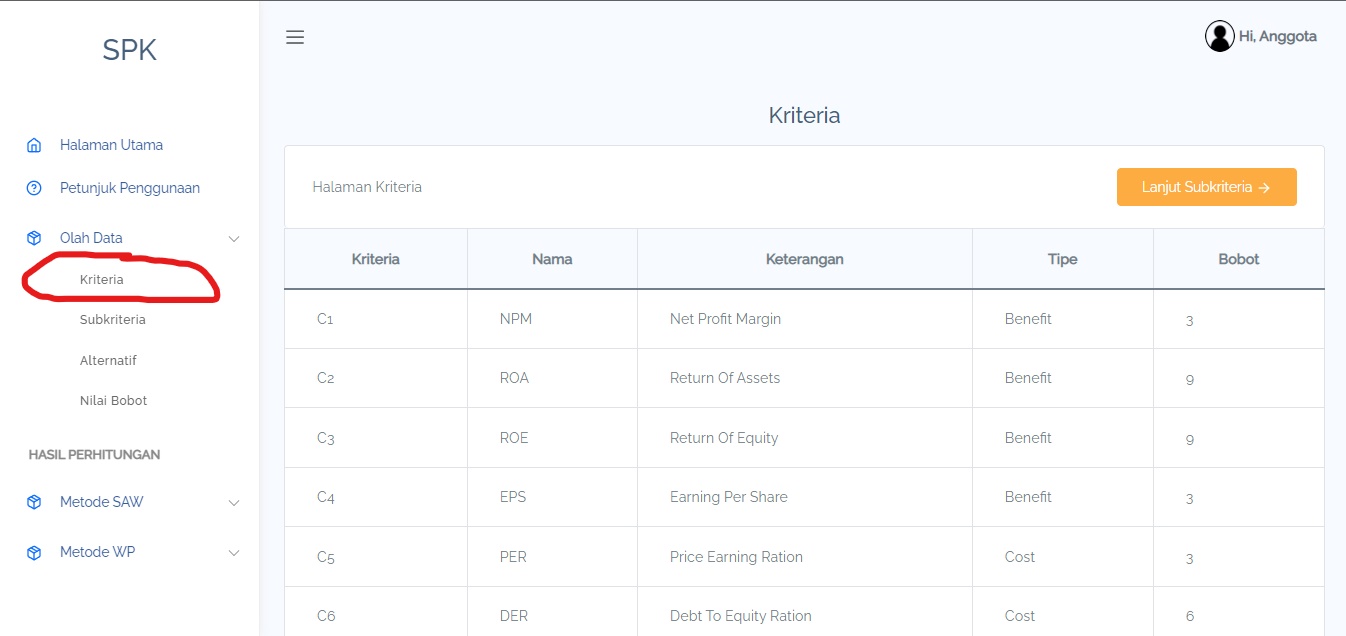 SPK
Hi, Anggota
Halaman Utama
Petunjuk Penggunaan
Olah Data
Kriteria
Subkriteria
Alternatif
Nilai Bobot
HASIL PERHITUNGAN
Metode SAW
Metode WP
Kriteria
Halaman Kriteria
Lanjut Subkriteria →
Kriteria Nama Keterangan Tipe Bobot
C1 NPM Net Profit Margin Benefit 3
C2 ROA Return Of Assets Benefit 9
C3 ROE Return Of Equity Benefit 9
C4 EPS Earning Per Share Benefit 3
C5 PER Price Earning Ration Cost 3
C6 DER Debt To Equity Ration Cost 6